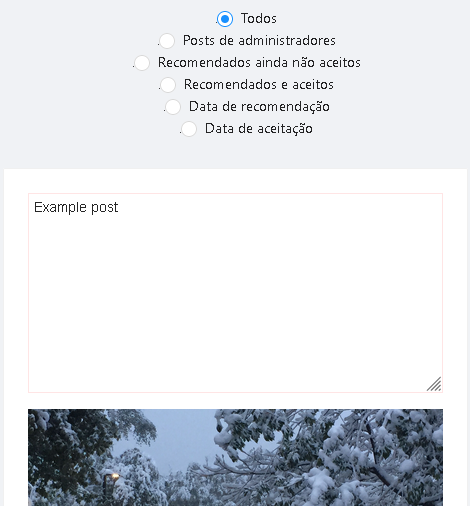 Todos
Posts de administradores
Recomendados ainda não aceitos
Recomendados e aceitos
Data de recomendação
Data de aceitação
Example post